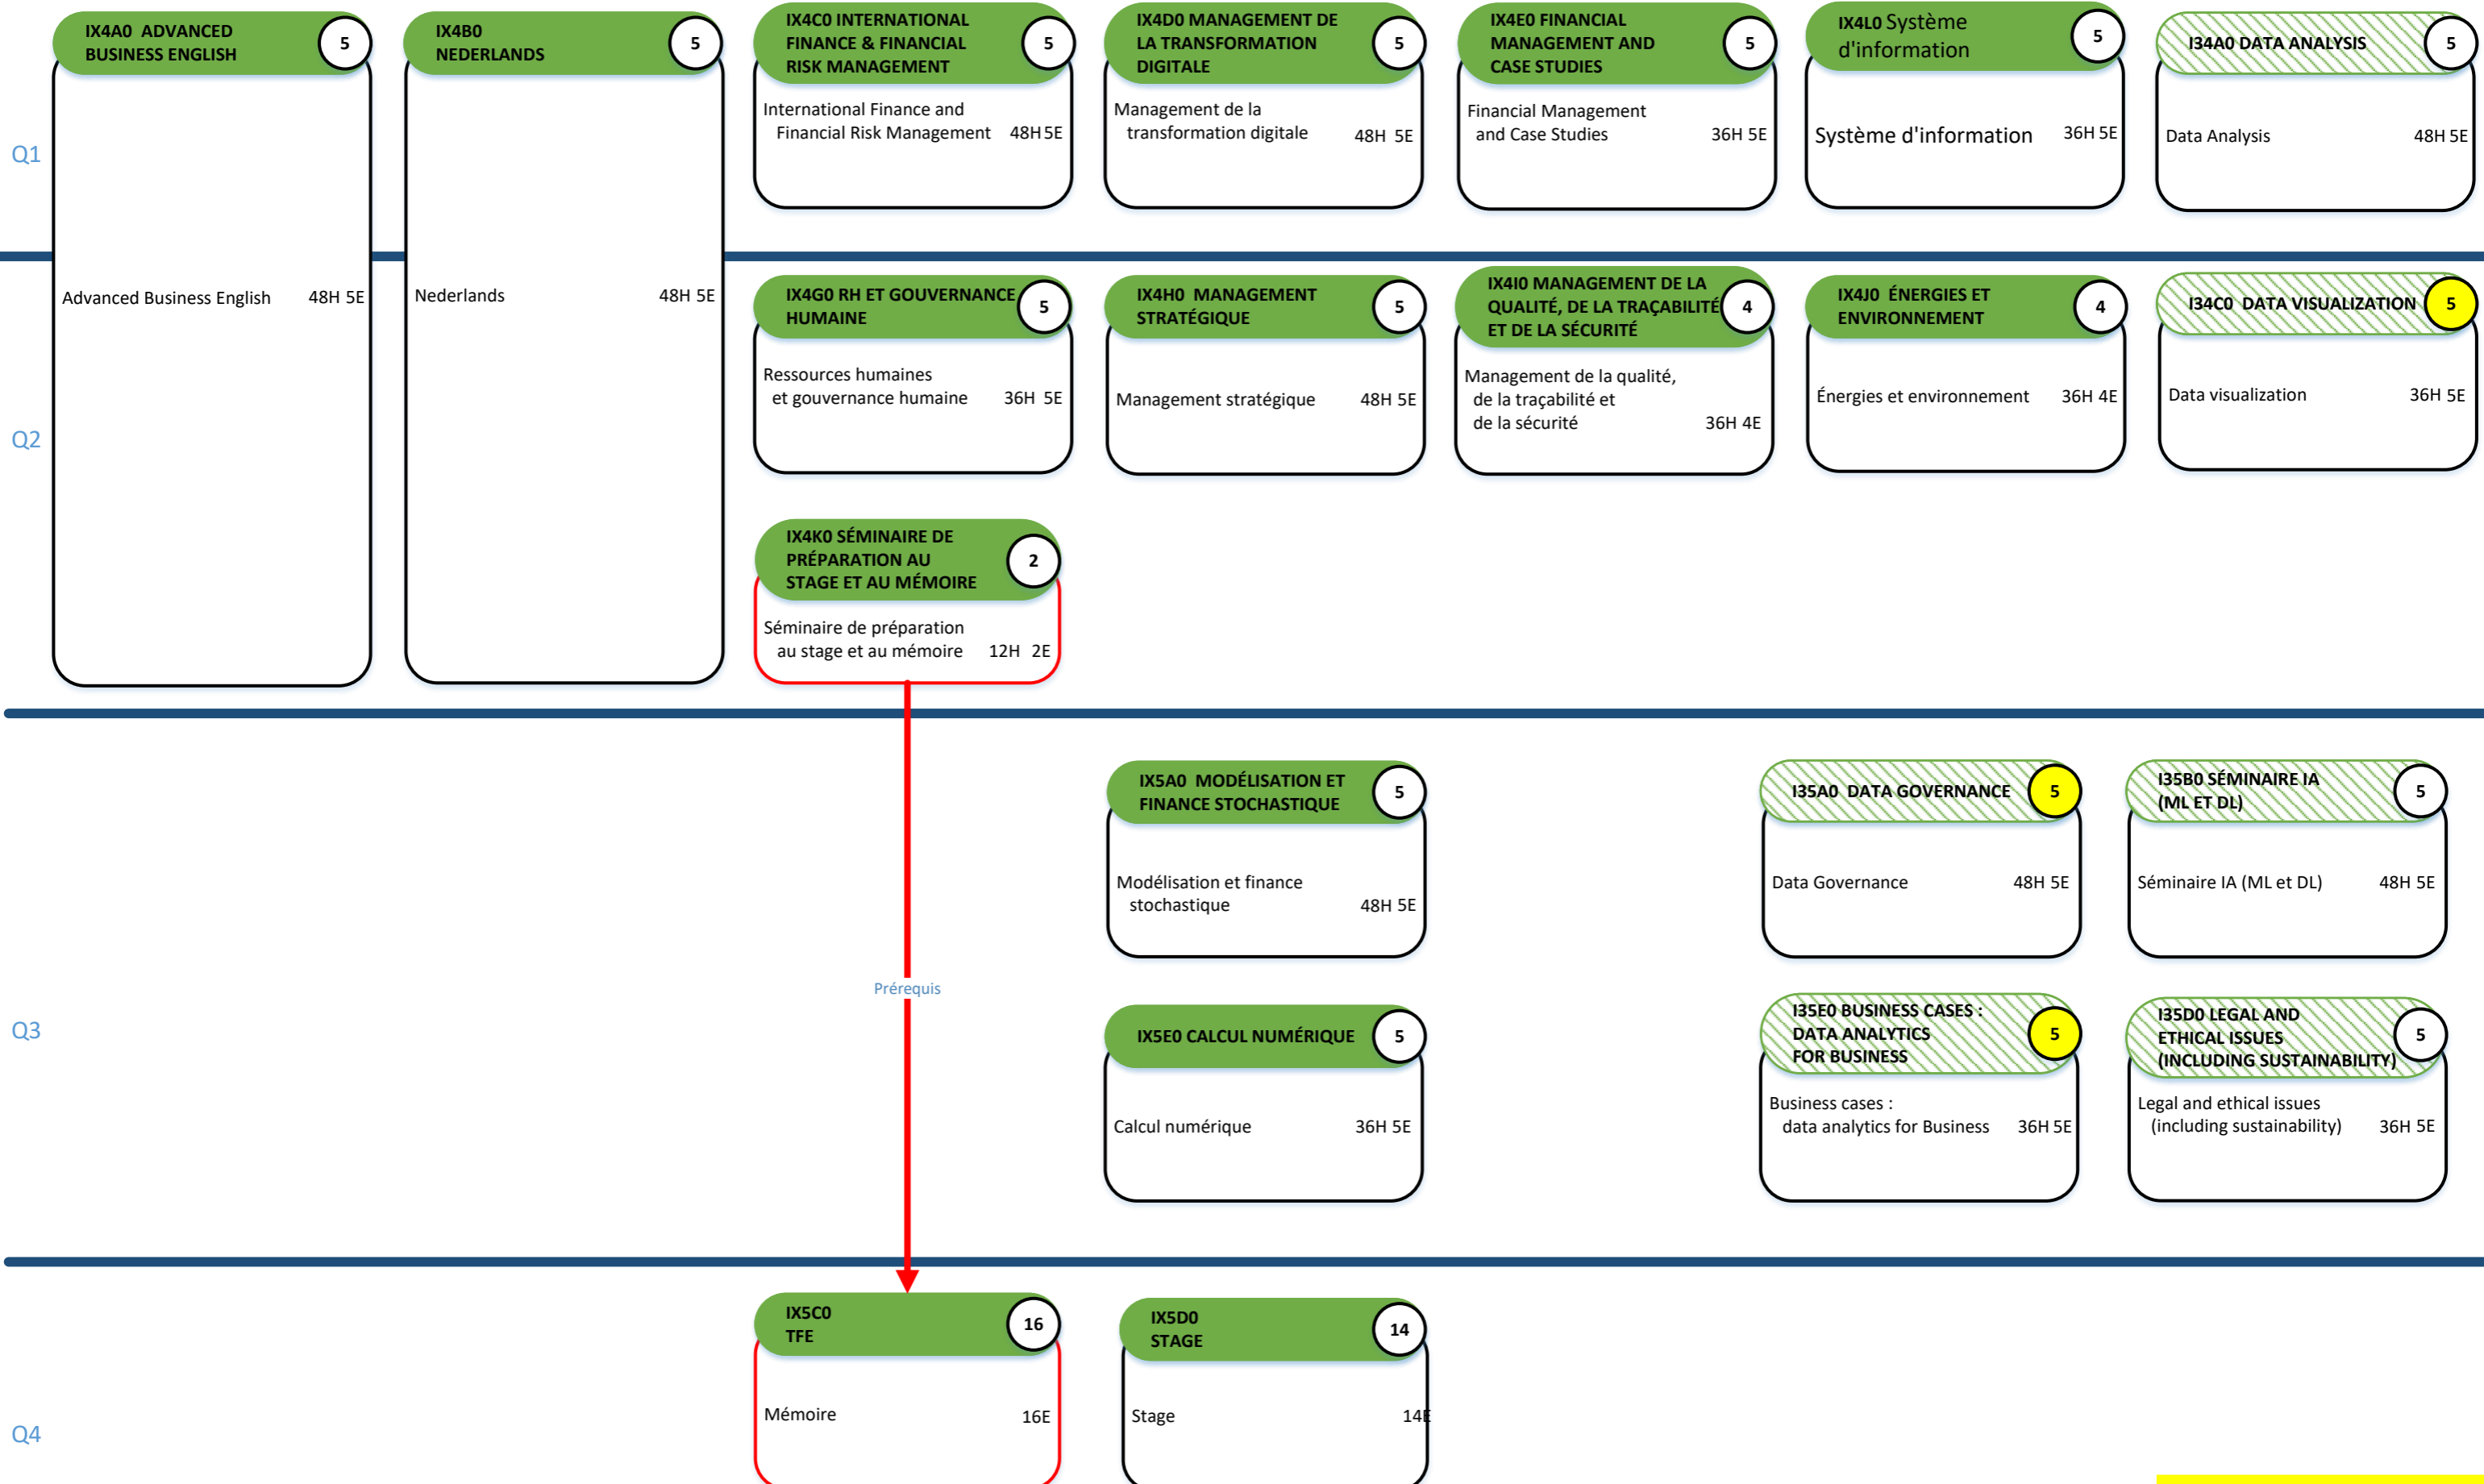 IX4A0 ADVANCED
BUSINESS ENGLISH
5
IX4B0
NEDERLANDS
5
IX4C0 INTERNATIONAL
FINANCE & FINANCIAL
RISK MANAGEMENT
5
IX4D0 MANAGEMENT DE
LA TRANSFORMATION
DIGITALE
5
IX4E0 FINANCIAL
MANAGEMENT AND
CASE STUDIES
5
IX4L0 Système
d'information
5
I34A0 DATA ANALYSIS
5
Q1
International Finance and
Financial Risk Management 48H 5E
Management de la
transformation digitale 48H 5E
Financial Management
and Case Studies 36H 5E
Système d'information 36H 5E
Data Analysis 48H 5E
Advanced Business English 48H 5E
Nederlands 48H 5E
IX4G0 RH ET GOUVERNANCE
HUMAINE
5
IX4H0 MANAGEMENT
STRATÉGIQUE
5
IX4I0 MANAGEMENT DE LA
QUALITÉ, DE LA TRAÇABILITÉ
ET DE LA SÉCURITÉ
4
IX4J0 ÉNERGIES ET
ENVIRONNEMENT
4
I34C0 DATA VISUALIZATION
5
Q2
Ressources humaines
et gouvernance humaine 36H 5E
Management stratégique 48H 5E
Management de la qualité,
de la traçabilité et
de la sécurité 36H 4E
Énergies et environnement 36H 4E
Data visualization 36H 5E
IX4K0 SÉMINAIRE DE
PRÉPARATION AU
STAGE ET AU MÉMOIRE
2
Séminaire de préparation
au stage et au mémoire 12H 2E
IX5A0 MODÉLISATION ET
FINANCE STOCHASTIQUE
5
I35A0 DATA GOVERNANCE
5
I35B0 SÉMINAIRE IA
(ML ET DL)
5
Modélisation et finance
stochastique 48H 5E
Data Governance 48H 5E
Séminaire IA (ML et DL) 48H 5E
Prérequis
Q3
IX5E0 CALCUL NUMÉRIQUE
5
I35E0 BUSINESS CASES :
DATA ANALYTICS
FOR BUSINESS
5
I35D0 LEGAL AND
ETHICAL ISSUES
(INCLUDING SUSTAINABILITY)
5
Calcul numérique 36H 5E
Business cases :
data analytics for Business 36H 5E
Legal and ethical issues
(including sustainability) 36H 5E
IX5C0
TFE
16
IX5D0
STAGE
14
Q4
Mémoire 16E
Stage 14E